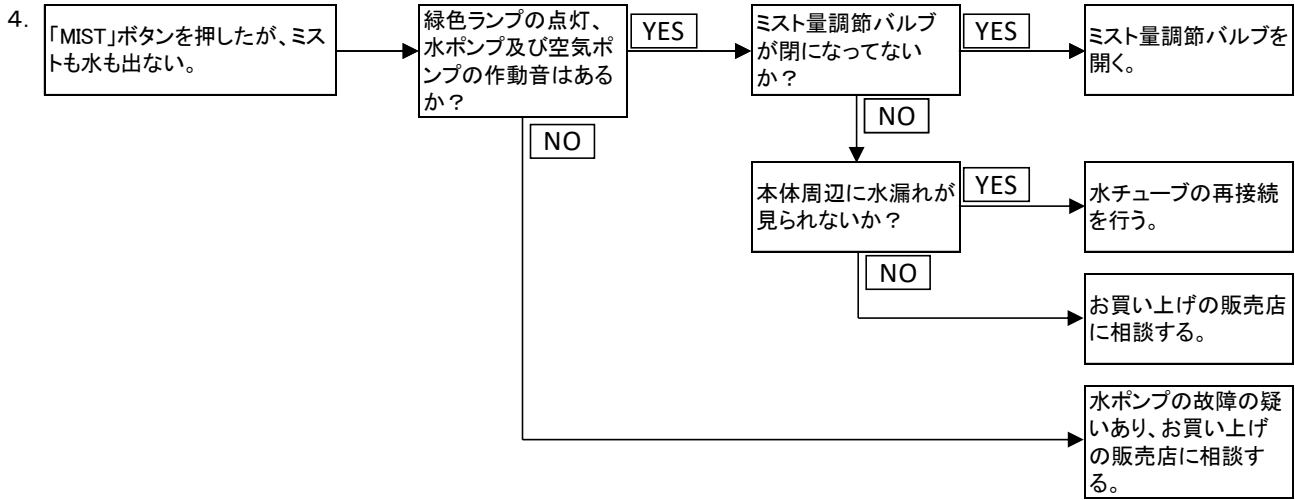 4.
「MIST」ボタンを押したが、ミス
トも水も出ない。
緑色ランプの点灯、
水ポンプ及び空気ポ
ンプの作動音はある
か？
YES
ミスト量調節バルブ
が閉になってない
か？
YES
ミスト量調節バルブを
開く。
NO
NO
本体周辺に水漏れが
見られないか？
YES
水チューブの再接続
を行う。
NO
お買い上げの販売店
に相談する。
水ポンプの故障の疑
いあり、お買い上げ
の販売店に相談す
る。